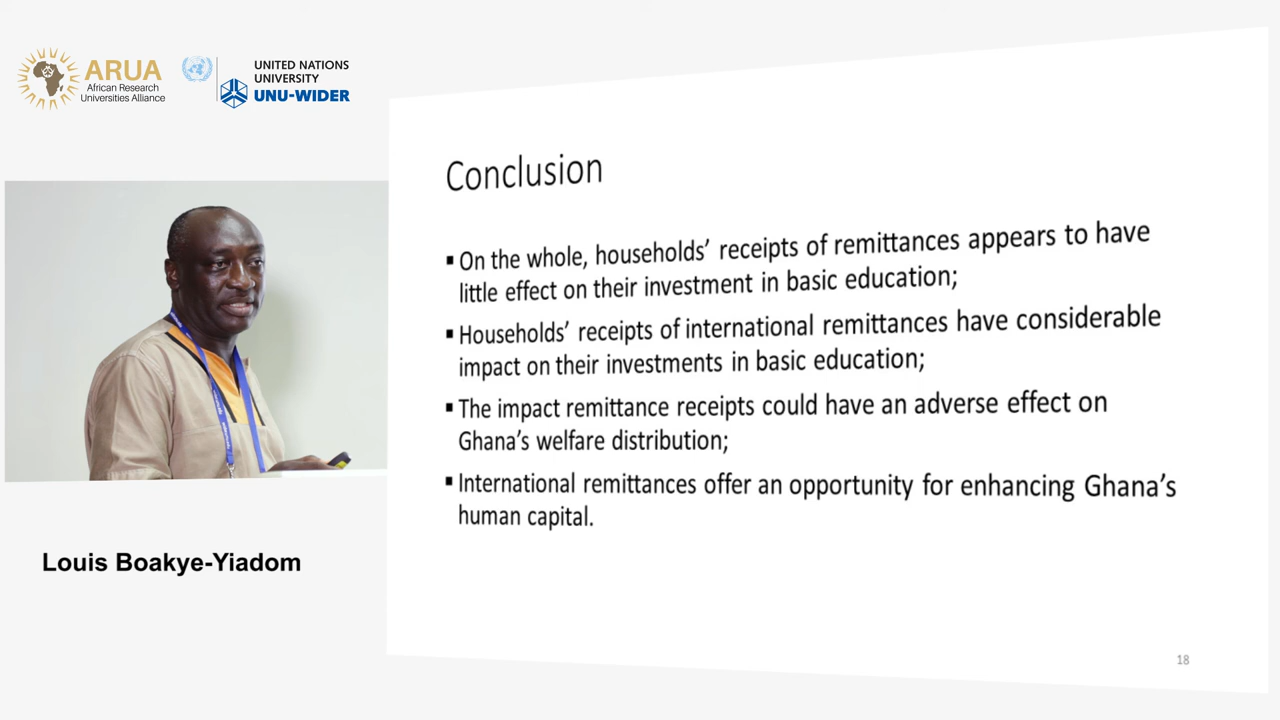 ARUA
African Research
Universities Alliance
UNITED NATIONS
UNIVERSITY
UNU-WIDER
Conclusion
▪ On the whole, households’ receipts of remittances appears to have
little effect on their investment in basic education;
▪ Households’ receipts of international remittances have considerable
impact on their investments in basic education;
▪ The impact remittance receipts could have an adverse effect on
Ghana’s welfare distribution;
▪ International remittances offer an opportunity for enhancing Ghana’s
human capital.
Louis Boakye-Yiadom
18